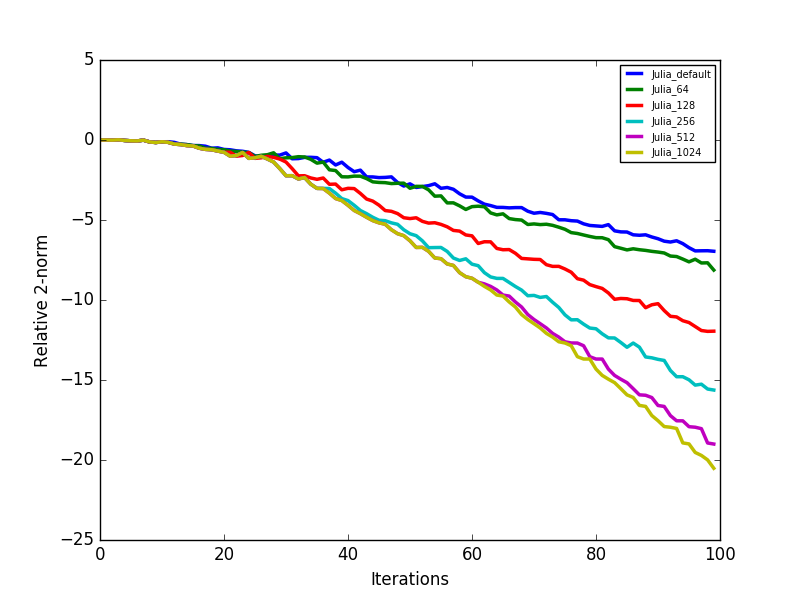 5
0
−5
−10
−15
−20
−25
0 20 40 60 80 100
Relative 2-norm
Iterations
Julia_default
Julia_64
Julia_128
Julia_256
Julia_512
Julia_1024